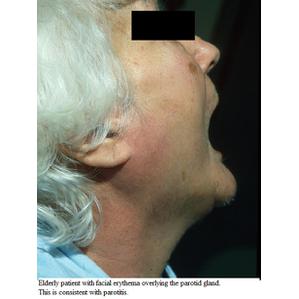 Elderly patient with facial erythema overlying the parotid gland.
This is consistent with parotitis.